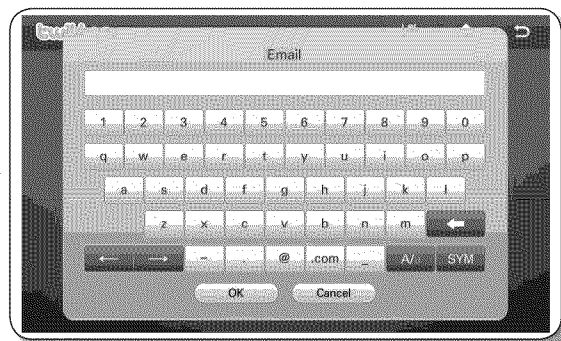 Email
1 2 3 4 5 6 7 8 9 0
q w e r t y u i o p
a s d f g h j k l
z x c v b n m ←
← → - . @ .com _ SYM
OK Cancel